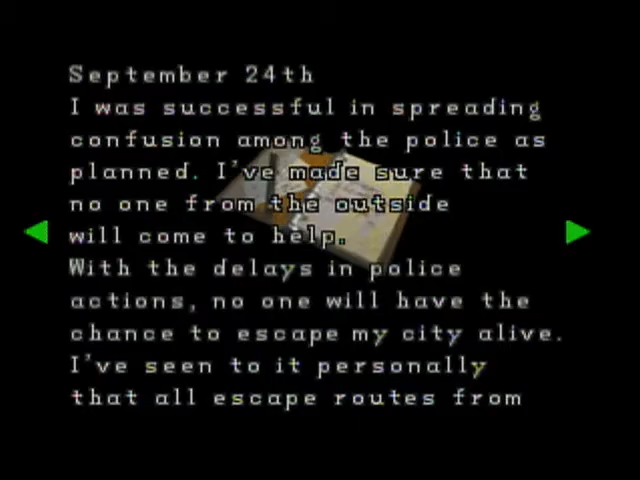 September 24th
I was successful in spreading
confusion among the police as
planned. I've made sure that
no one from the outside
will come to help.
With the delays in police
actions, no one will have the
chance to escape my city alive.
I've seen to it personally
that all escape routes from